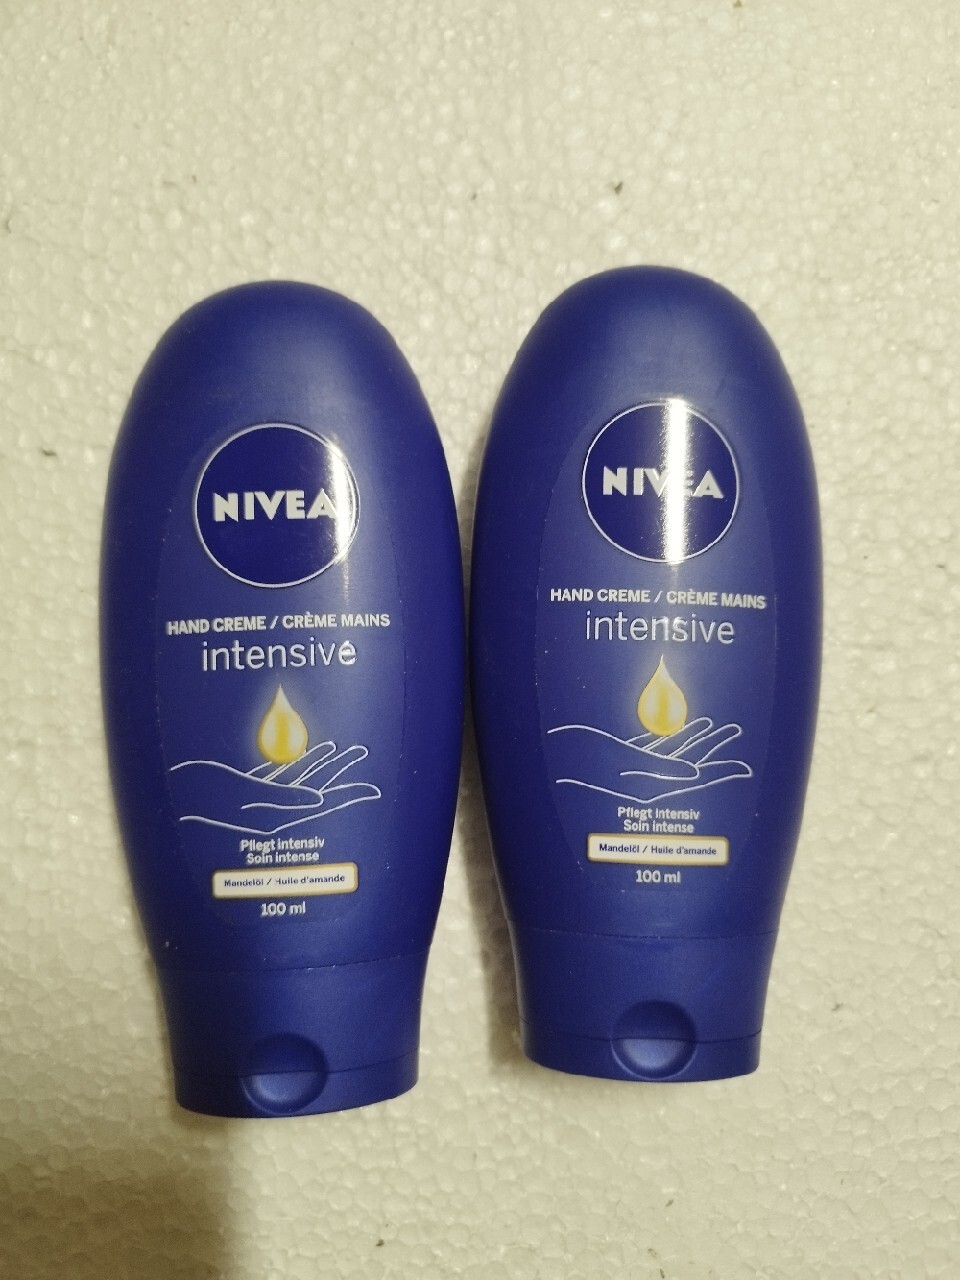 NIVEA
HAND CREME / CRÈME MAINS
intensive
Pflegt intensiv
Soin intense
Mandelöl / Huile d'amande
100 ml
NIVEA
HAND CREME / CRÈME MAINS
intensive
Pflegt intensiv
Soin intense
Mandelöl / Huile d'amande
100 ml